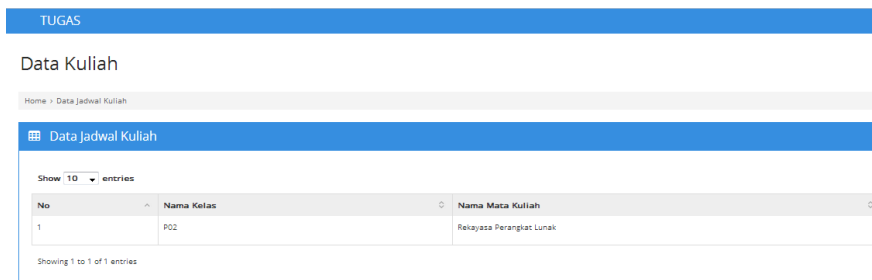 TUGAS
Data Kuliah
Home > Data Jadwal Kuliah
Data Jadwal Kuliah
Show 10 entries
No Nama Kelas Nama Mata Kuliah
1 P02 Rekayasa Perangkat Lunak
Showing 1 to 1 of 1 entries